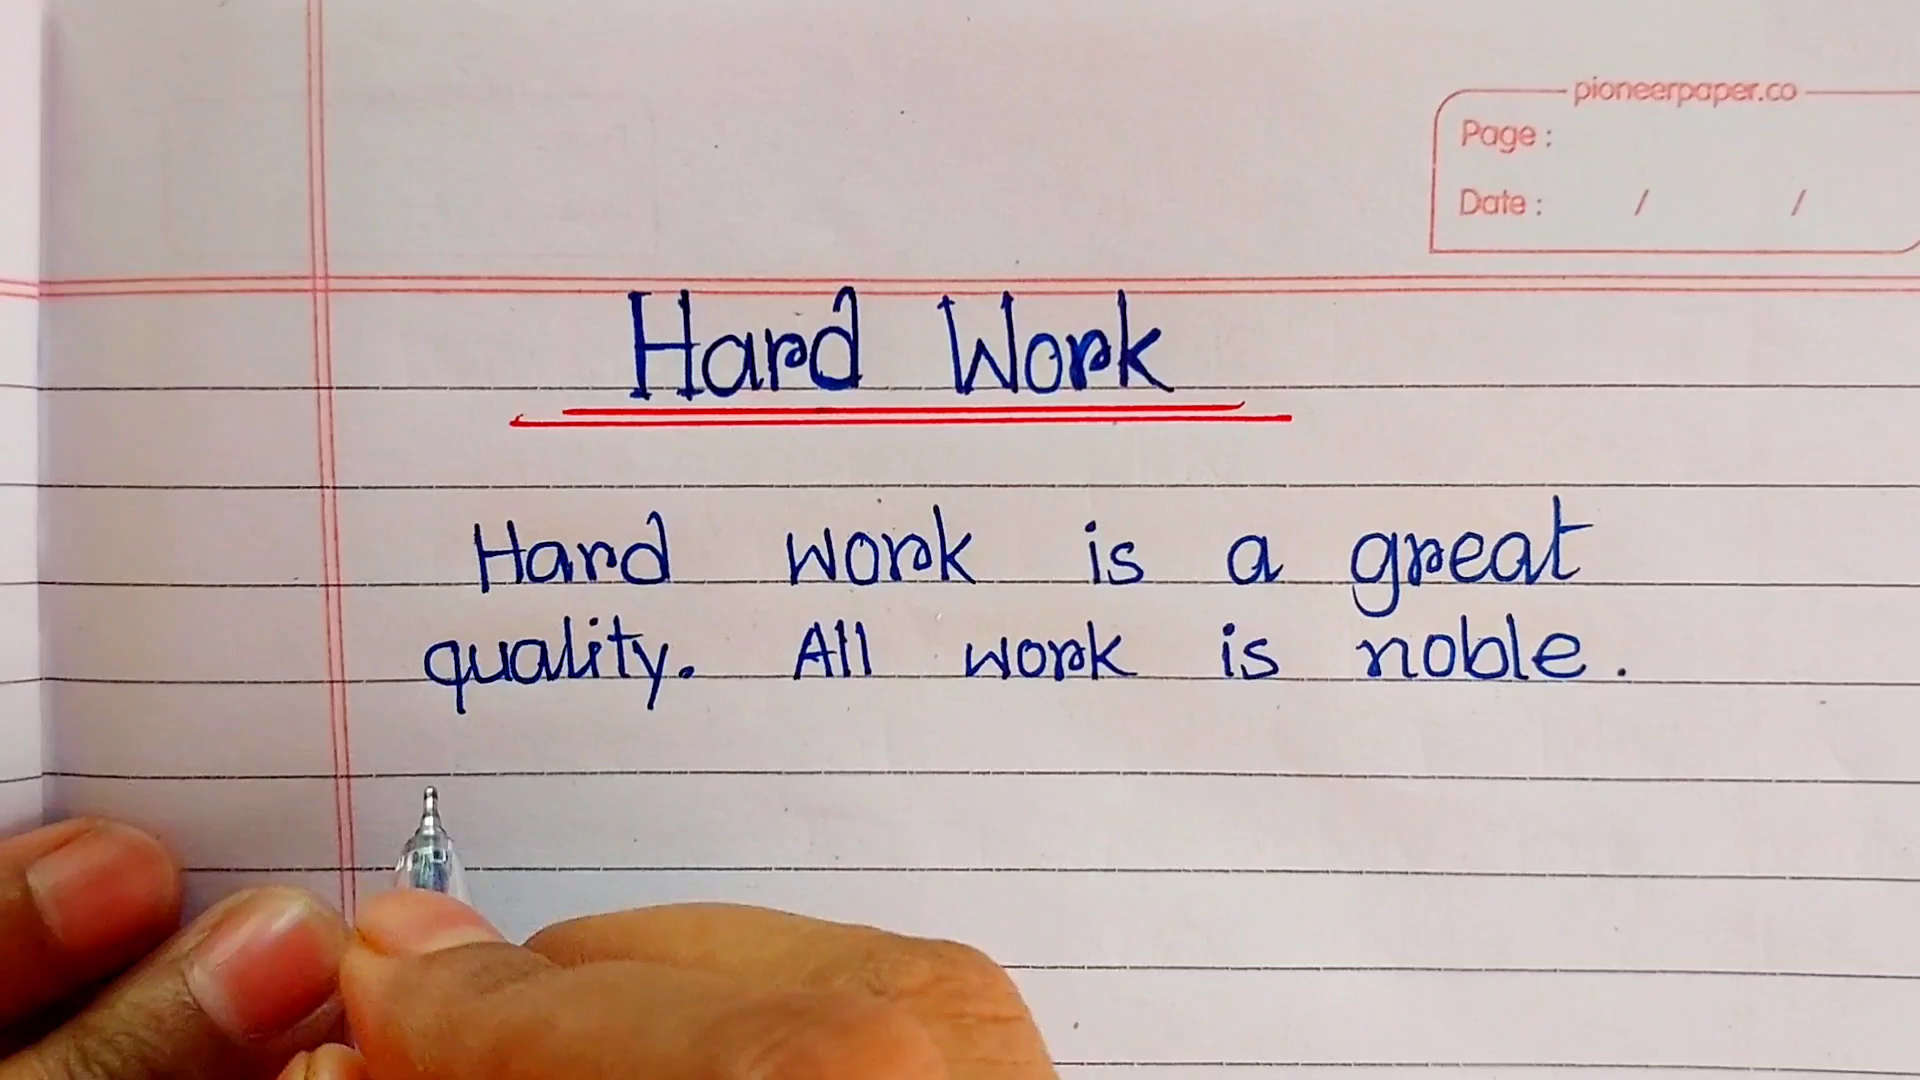 pioneerpaper.co
Page :
Date : / /
Hard Work
Hard work is a great
quality. All work is noble.